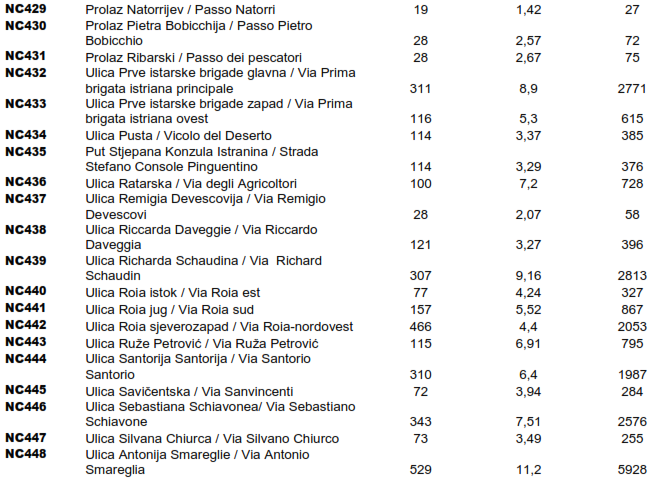 NC429 Prolaz Natorrijev / Passo Natorri 19 1,42 27
NC430 Prolaz Pietra Bobicchija / Passo Pietro
Bobicchio 28 2,57 72
NC431 Prolaz Ribarski / Passo dei pescatori 28 2,67 75
NC432 Ulica Prve istarske brigade glavna / Via Prima
brigata istriana principale 311 8,9 2771
NC433 Ulica Prve istarske brigade zapad / Via Prima
brigata istriana ovest 116 5,3 615
NC434 Ulica Pusta / Vicolo del Deserto 114 3,37 385
NC435 Put Stjepana Konzula Istranina / Strada
Stefano Console Pinguentino 114 3,29 376
NC436 Ulica Ratarska / Via degli Agricoltori 100 7,2 728
NC437 Ulica Remigia Devescovija / Via Remigio
Devescovi 28 2,07 58
NC438 Ulica Riccarda Daveggie / Via Riccardo
Daveggia 121 3,27 396
NC439 Ulica Richarda Schaudina / Via Richard
Schaudin 307 9,16 2813
NC440 Ulica Roia istok / Via Roia est 77 4,24 327
NC441 Ulica Roia jug / Via Roia sud 157 5,52 867
NC442 Ulica Roia sjeverozapad / Via Roia-nordovest 466 4,4 2053
NC443 Ulica Ruže Petrović / Via Ruža Petrović 115 6,91 795
NC444 Ulica Santorija Santorija / Via Santorio
Santorio 310 6,4 1987
NC445 Ulica Savičentska / Via Sanvincenti 72 3,94 284
NC446 Ulica Sebastiana Schiavonea/ Via Sebastiano
Schiavone 343 7,51 2576
NC447 Ulica Silvana Chiurca / Via Silvano Chiurco 73 3,49 255
NC448 Ulica Antonija Smareglie / Via Antonio
Smareglia 529 11,2 5928